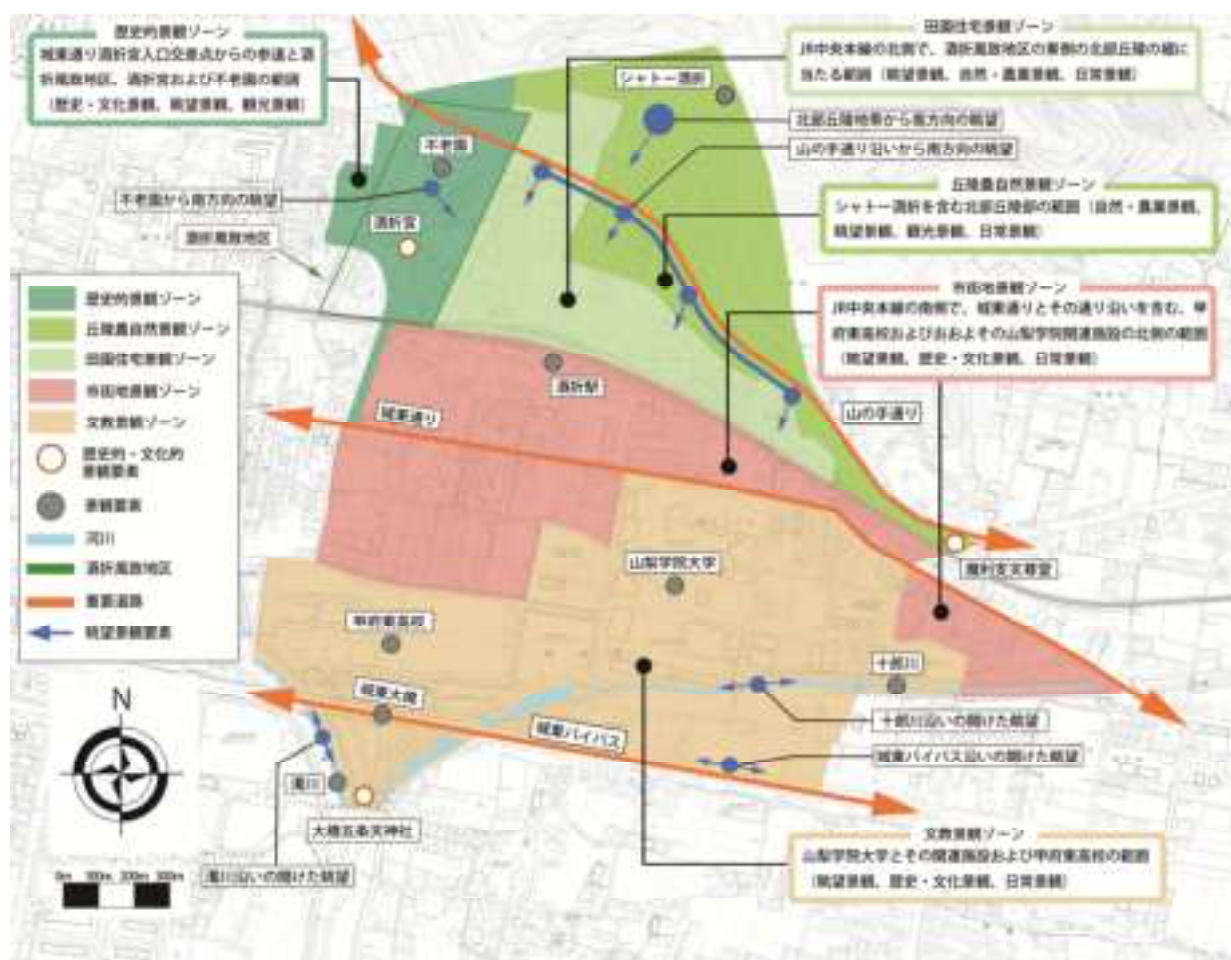 歴史的景観ゾーン
城東通り酒折宮入口交差点からの参道と酒
折風致地区、酒折宮および不老園の範囲
(歴史・文化景観、眺望景観、観光景観)
田園住宅景観ゾーン
JR中央本線の北側で、酒折風致地区の東側の北部丘陵の裾に
当たる範囲(眺望景観、自然・農業景観、日常景観)
シャトー酒折
北部丘陵地帯から南方向の眺望
山の手通り沿いから南方向の眺望
不老園
不老園から南方向の眺望
酒折宮
酒折風致地区
丘陵農自然景観ゾーン
シャトー酒折を含む北部丘陵部の範囲(自然・農業景観、
眺望景観、観光景観、日常景観)
市街地景観ゾーン
JR中央本線の南側で、城東通りとその通り沿いを含む、甲
府東高校およびおおよその山梨学院関連施設の北側の範囲
(眺望景観、歴史・文化景観、日常景観)
歴史的景観ゾーン
丘陵農自然景観ゾーン
田園住宅景観ゾーン
市街地景観ゾーン
文教景観ゾーン
歴史的・文化的
景観要素
景観要素
河川
酒折風致地区
重要道路
眺望景観要素
酒折駅
城東通り
山の手通り
摩利支天尊堂
山梨学院大学
甲府東高校
十郎川
城東大橋
城東バイパス
十郎川沿いの開けた眺望
城東バイパス沿いの開けた眺望
濁川
大橋五条天神社
濁川沿いの開けた眺望
N
0m 100m 200m 300m
文教景観ゾーン
山梨学院大学とその関連施設および甲府東高校の範囲
(眺望景観、歴史・文化景観、日常景観)